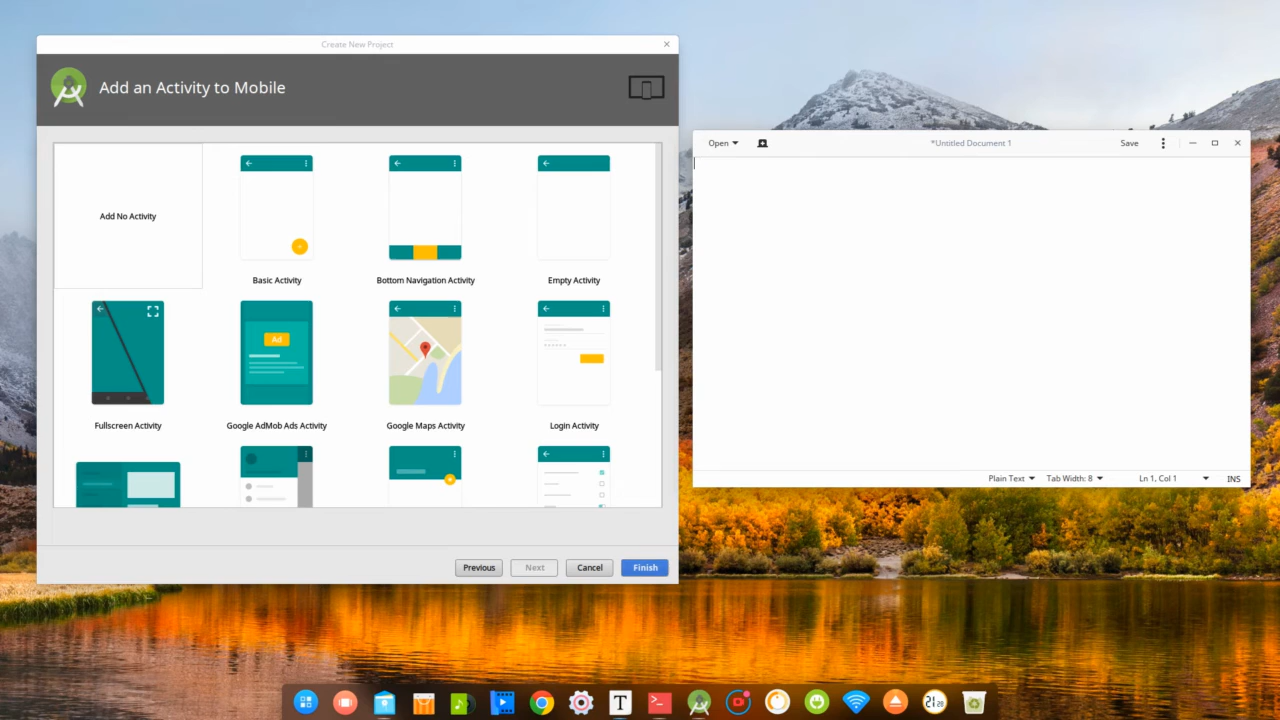 Create New Project
Add an Activity to Mobile
Add No Activity
Basic Activity
Bottom Navigation Activity
Empty Activity
Ad
Fullscreen Activity
Google AdMob Ads Activity
Google Maps Activity
Login Activity
Previous
Next
Cancel
Finish
Open
*Untitled Document 1
Save
Plain Text
Tab Width: 8
Ln 1, Col 1
INS
T